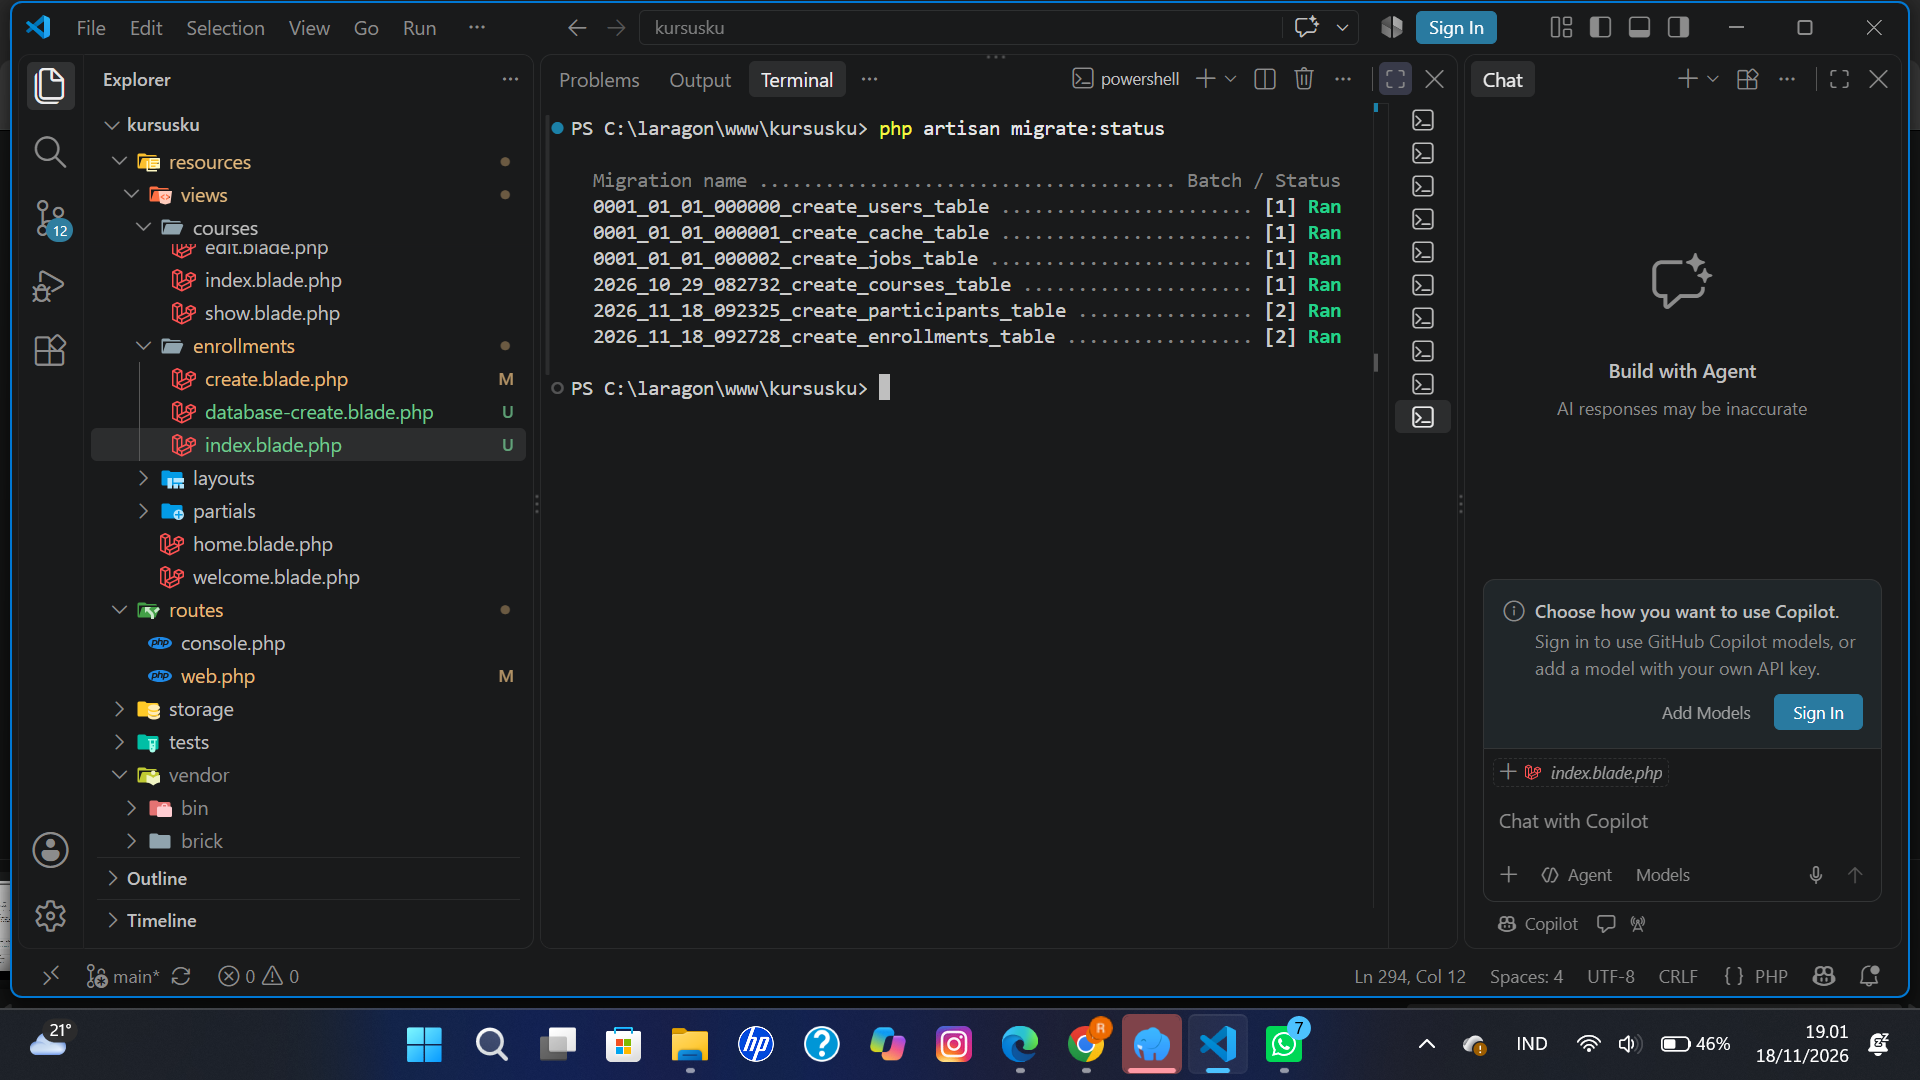 File Edit Selection View Go Run ...
kursusku
Sign In
Explorer
kursusku
resources
views
courses
edit.blade.php
index.blade.php
show.blade.php
enrollments
create.blade.php M
database-create.blade.php U
index.blade.php U
layouts
partials
home.blade.php
welcome.blade.php
routes
console.php
web.php M
storage
tests
vendor
bin
brick
Outline
Timeline
12
Problems Output Terminal ...
powershell
PS C:\laragon\www\kursusku> php artisan migrate:status
Migration name ...................................... Batch / Status
0001_01_01_000000_create_users_table ....................... [1] Ran
0001_01_01_000001_create_cache_table ....................... [1] Ran
0001_01_01_000002_create_jobs_table ........................ [1] Ran
2026_10_29_082732_create_courses_table ..................... [1] Ran
2026_11_18_092325_create_participants_table ................ [2] Ran
2026_11_18_092728_create_enrollments_table ................. [2] Ran
PS C:\laragon\www\kursusku>
Chat
Build with Agent
AI responses may be inaccurate
Choose how you want to use Copilot.
Sign in to use GitHub Copilot models, or
add a model with your own API key.
Add Models Sign In
index.blade.php
Chat with Copilot
Agent Models
Copilot
main* 0 0
Ln 294, Col 12 Spaces: 4 UTF-8 CRLF { } PHP
21°
hp
R
7
IND
46%
19.01
18/11/2026